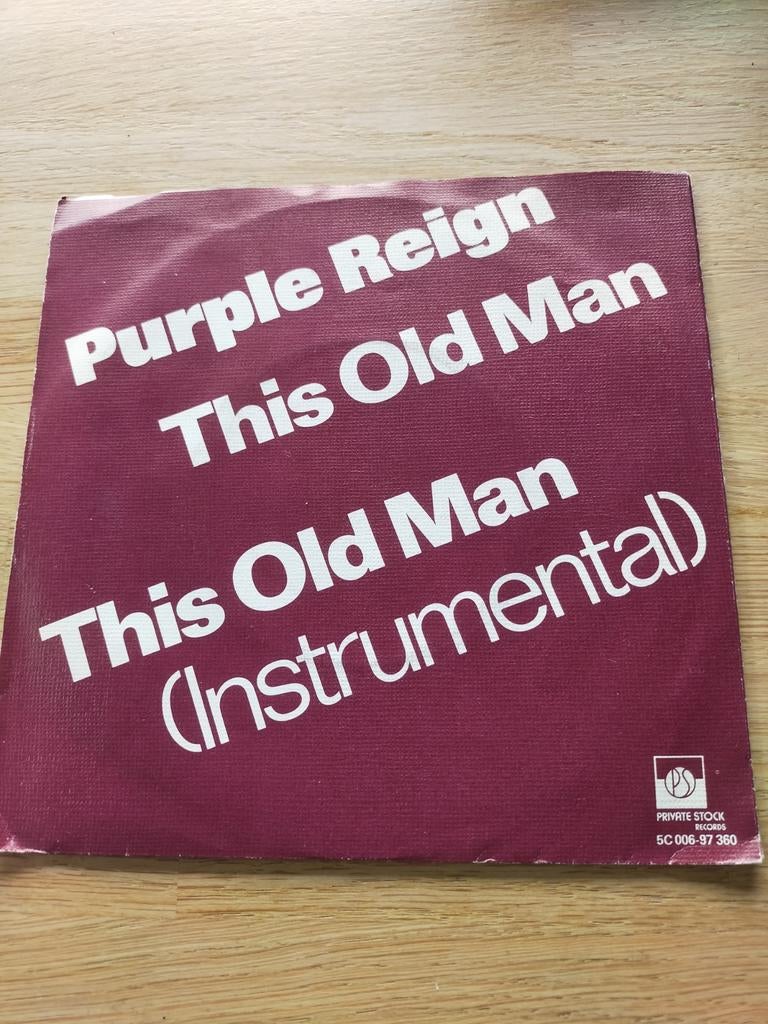 Purple Reign
This Old Man
This Old Man
(Instrumental)
PS
PRIVATE STOCK
RECORDS
5C 006-97 360